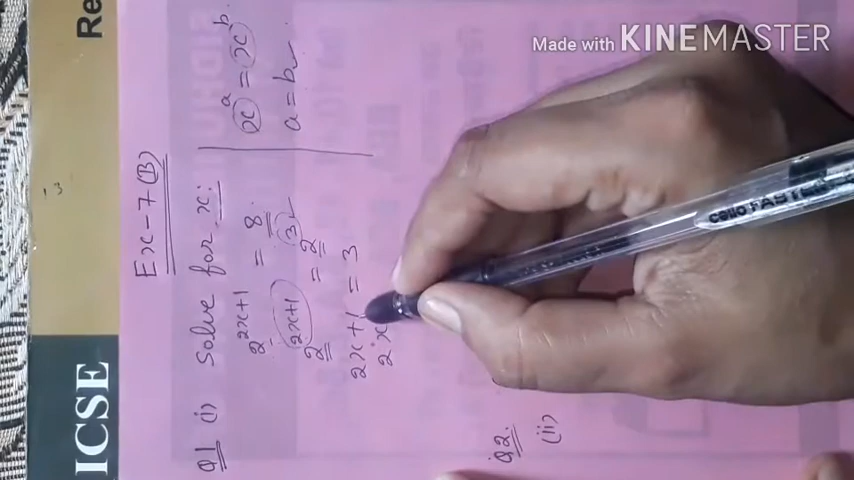 Made with KINEMASTER
Re
ICSE
Ex-7(B)
Q1 (i) Solve for x:
2^{2x+1} = 8
2^{2x+1} = 2^{3}
2x+1 = 3
2x
x^{a} = x^{b}
a = b
Q2.
(ii)
cello FASTER